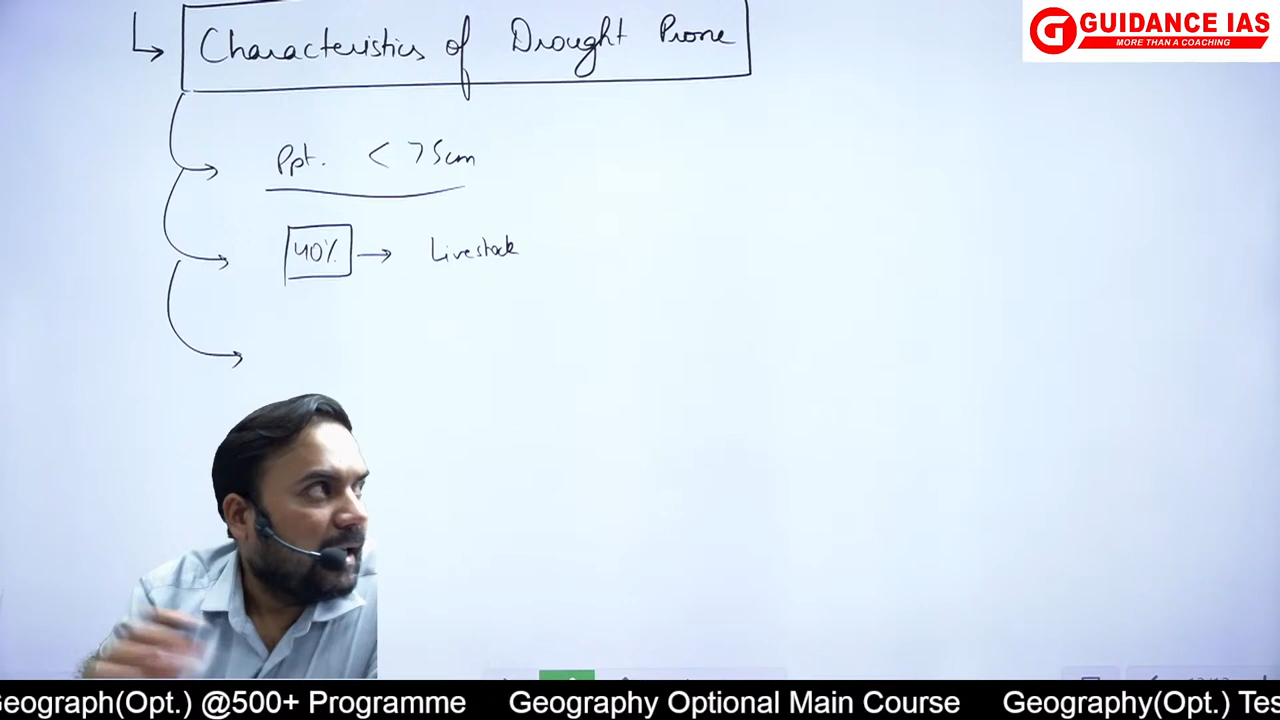 Characteristics of Drought Prone
GUIDANCE IAS
MORE THAN A COACHING
Ppt. < 75cm
40% → Livestock
Geograph(Opt.) @500+ Programme Geography Optional Main Course Geography(Opt.) Tes